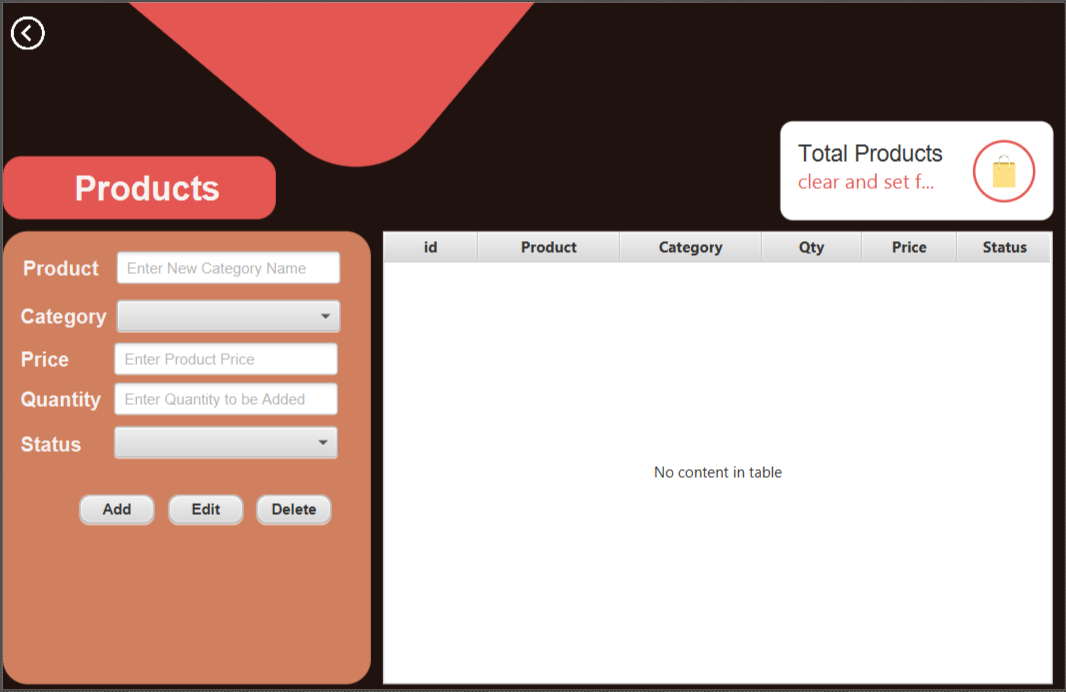 Total Products
clear and set f...
Products
Product Enter New Category Name
Category
Price Enter Product Price
Quantity Enter Quantity to be Added
Status
Add Edit Delete
id Product Category Qty Price Status
No content in table